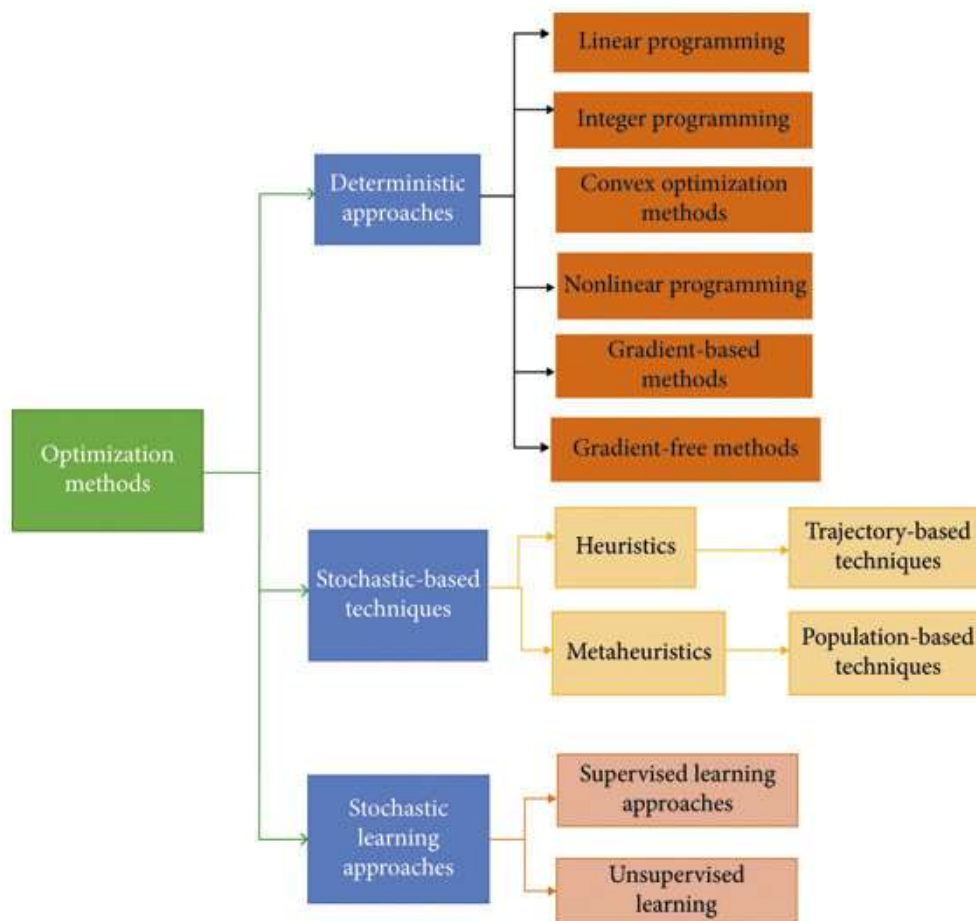 Linear programming
Integer programming
Deterministic
approaches
Convex optimization
methods
Nonlinear programming
Gradient-based
methods
Optimization
methods
Gradient-free methods
Stochastic-based
techniques
Heuristics
Trajectory-based
techniques
Metaheuristics
Population-based
techniques
Stochastic
learning
approaches
Supervised learning
approaches
Unsupervised
learning